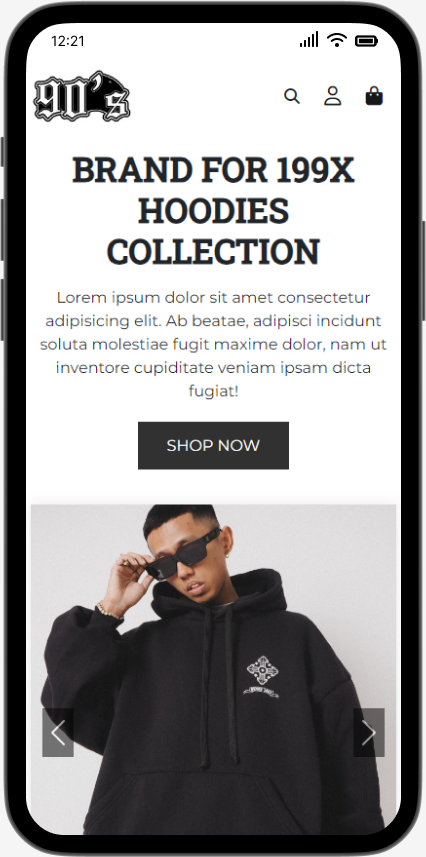 12:21
90's
BRAND FOR 199X
HOODIES
COLLECTION
Lorem ipsum dolor sit amet consectetur
adipisicing elit. Ab beatae, adipisci incidunt
soluta molestiae fugit maxime dolor, nam ut
inventore cupiditate veniam ipsam dicta
fugiat!
SHOP NOW